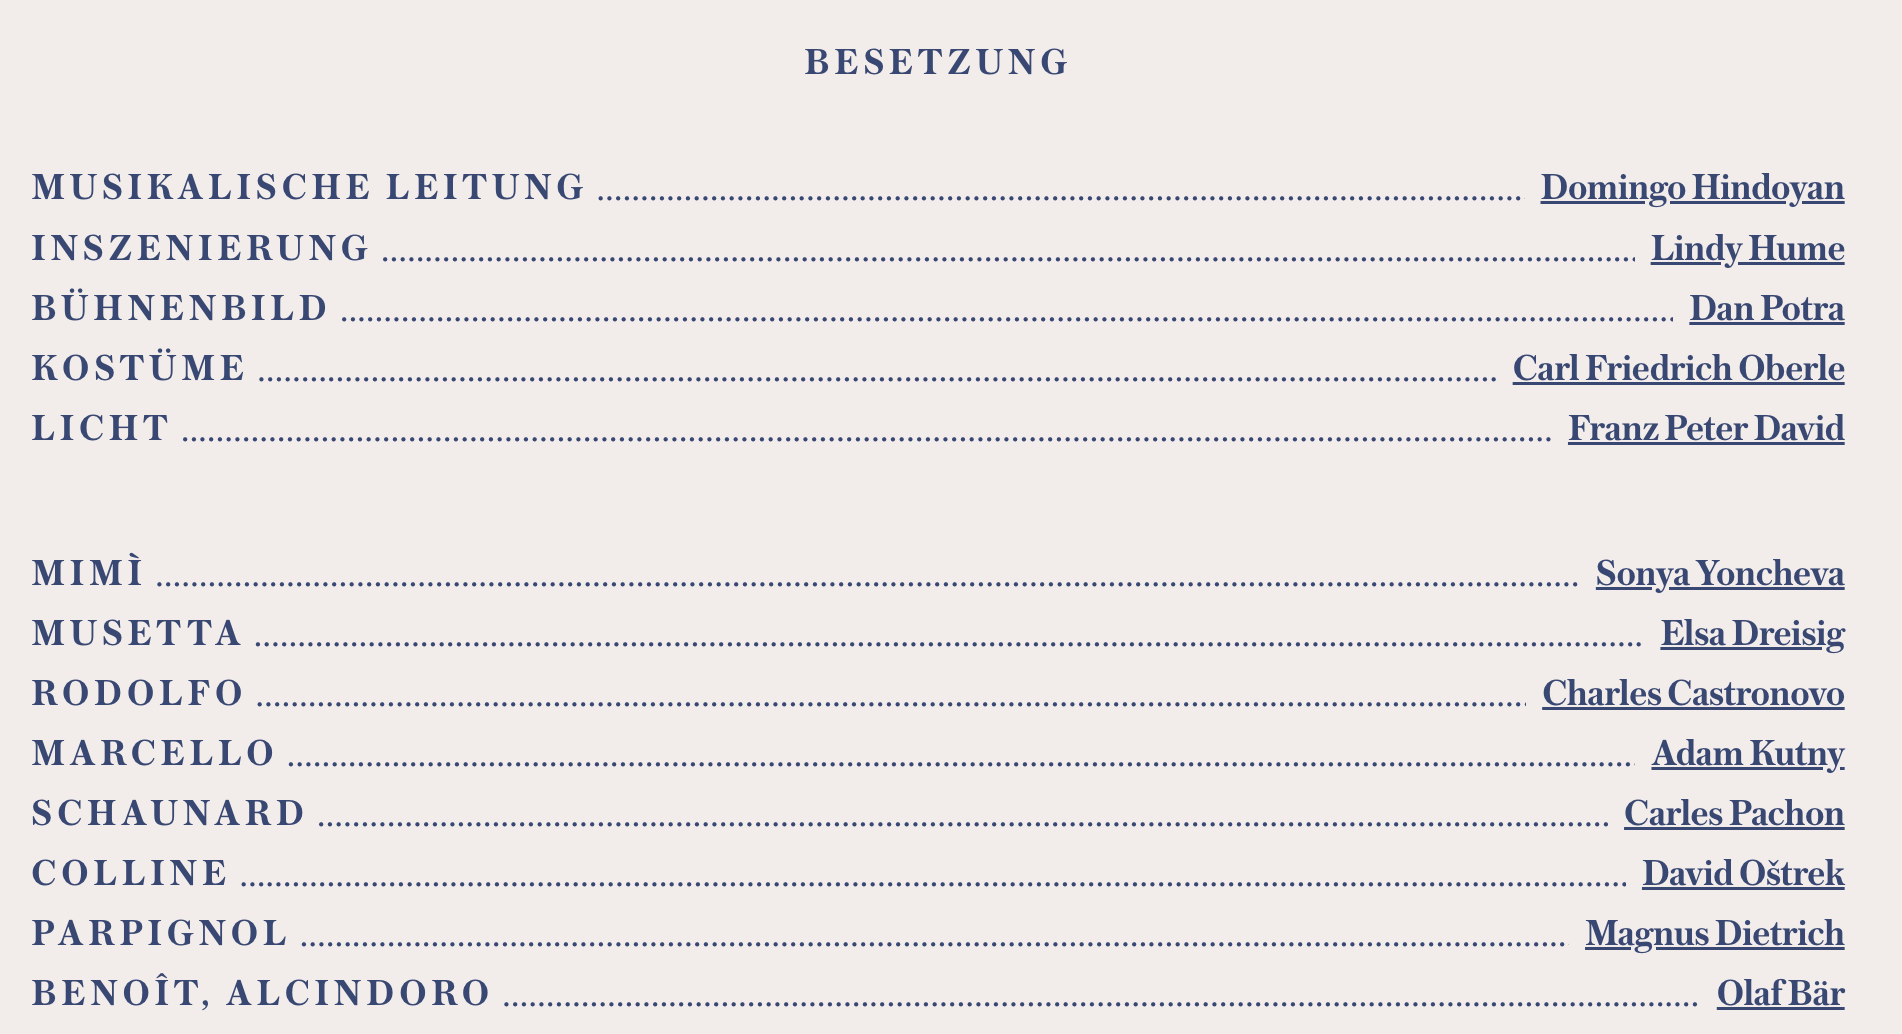 BESETZUNG
MUSIKALISCHE LEITUNG Domingo Hindoyan
INSZENIERUNG Lindy Hume
BÜHNENBILD Dan Potra
KOSTÜME Carl Friedrich Oberle
LICHT Franz Peter David
MIMÌ Sonya Yoncheva
MUSETTA Elsa Dreisig
RODOLFO Charles Castronovo
MARCELLO Adam Kutny
SCHAUNARD Carles Pachon
COLLINE David Oštrek
PARPIGNOL Magnus Dietrich
BENOÎT, ALCINDORO Olaf Bär